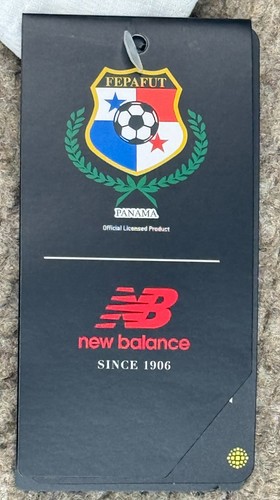 FEPAFUT
PANAMA
Official Licensed Product
NB
new balance
SINCE 1906